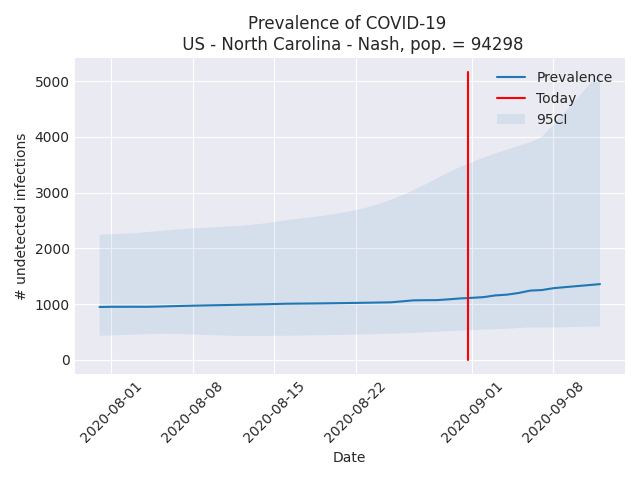 Prevalence of COVID-19
US - North Carolina - Nash, pop. = 94298
Prevalence
Today
95CI
# undetected infections
5000
4000
3000
2000
1000
0
2020-08-01
2020-08-08
2020-08-15
2020-08-22
2020-09-01
2020-09-08
Date